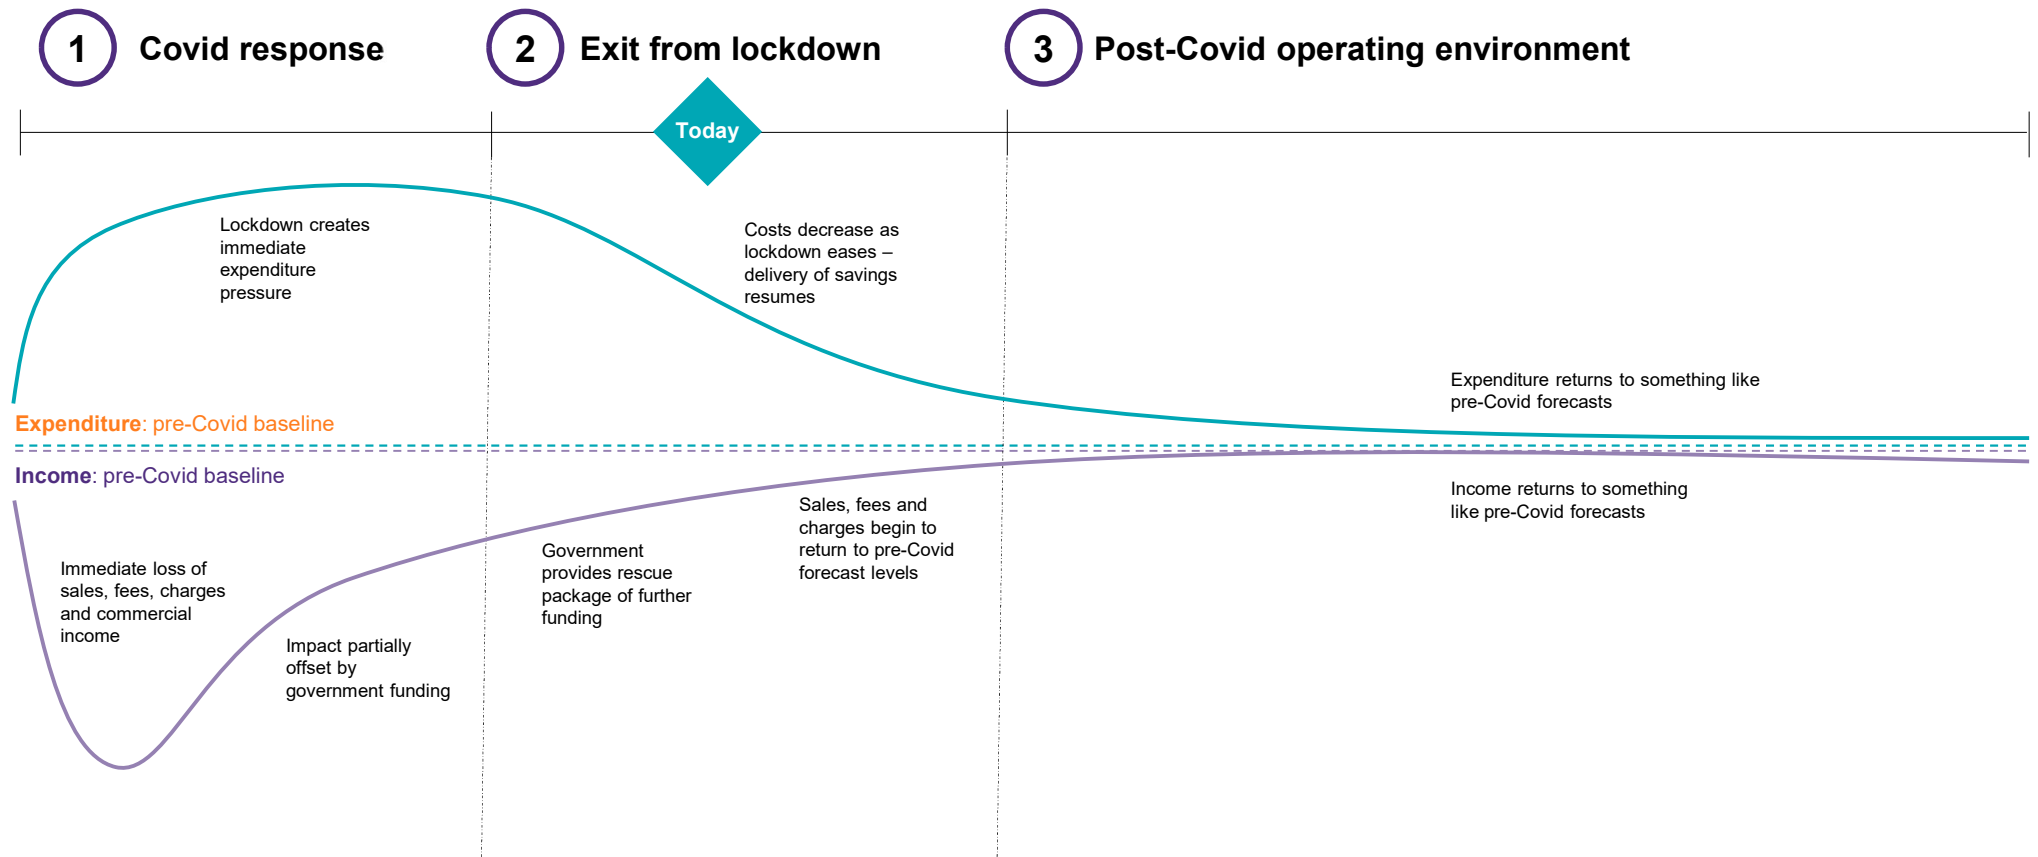 1 Covid response
2 Exit from lockdown
3 Post-Covid operating environment
Today
Lockdown creates
immediate
expenditure
pressure
Costs decrease as
lockdown eases –
delivery of savings
resumes
Expenditure returns to something like
pre-Covid forecasts
Expenditure: pre-Covid baseline
Income: pre-Covid baseline
Immediate loss of
sales, fees, charges
and commercial
income
Impact partially
offset by
government funding
Government
provides rescue
package of further
funding
Sales, fees and
charges begin to
return to pre-Covid
forecast levels
Income returns to something
like pre-Covid forecasts